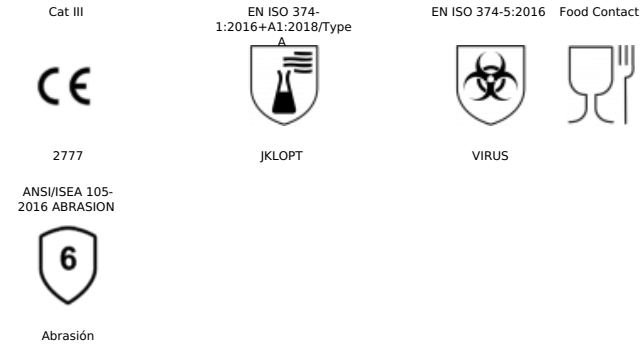 Cat III
EN ISO 374-
1:2016+A1:2018/Type
A
EN ISO 374-5:2016
Food Contact
CE
2777
JKLOPT
VIRUS
ANSI/ISEA 105-
2016 ABRASION
6
Abrasión